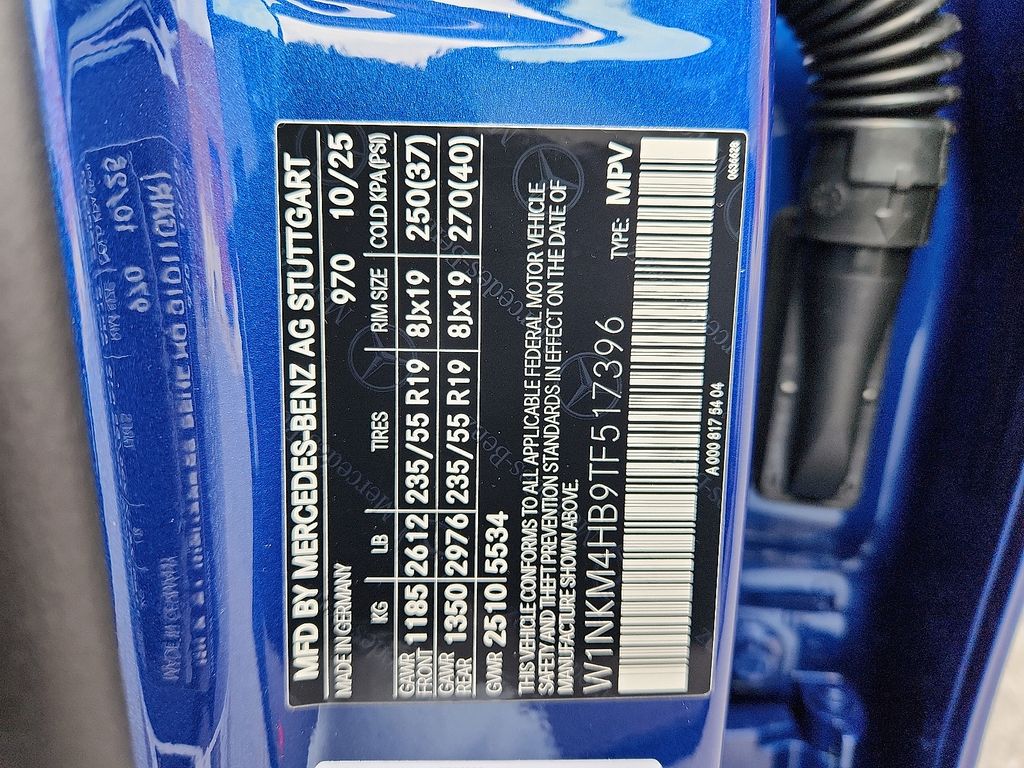 MFD BY MERCEDES-BENZ AG STUTTGART
MADE IN GERMANY 970 10/25
KG LB TIRES RIM SIZE COLD KPA(PSI)
GAWR FRONT 1185 2612 235/55 R19 8Jx19 250(37)
GAWR REAR 1350 2976 235/55 R19 8Jx19 270(40)
GVWR 2510 5534
THIS VEHICLE CONFORMS TO ALL APPLICABLE FEDERAL MOTOR VEHICLE
SAFETY AND THEFT PREVENTION STANDARDS IN EFFECT ON THE DATE OF
MANUFACTURE SHOWN ABOVE.
W1NKM4HB9TF517396 TYPE: MPV
A 000 817 54 04